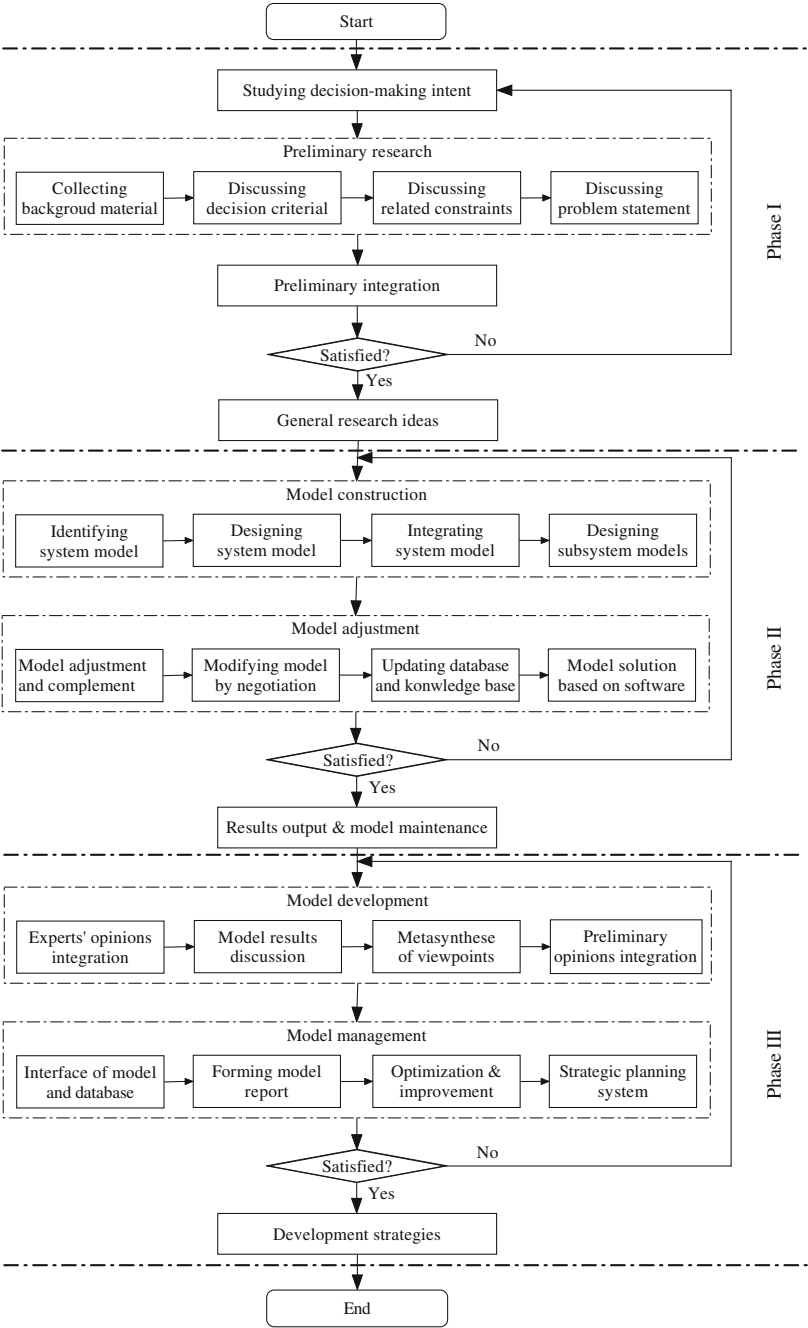 Start
Studying decision-making intent
Preliminary research
Collecting
backgroud material
Discussing
decision criterial
Discussing
related constraints
Discussing
problem statement
Preliminary integration
Satisfied?
No
Yes
General research ideas
Phase I
Model construction
Identifying
system model
Designing
system model
Integrating
system model
Designing
subsystem models
Model adjustment
Model adjustment
and complement
Modifying model
by negotiation
Updating database
and konwledge base
Model solution
based on software
Satisfied?
No
Yes
Results output & model maintenance
Phase II
Model development
Experts' opinions
integration
Model results
discussion
Metasynthese
of viewpoints
Preliminary
opinions integration
Model management
Interface of model
and database
Forming model
report
Optimization &
improvement
Strategic planning
system
Satisfied?
No
Yes
Development strategies
Phase III
End